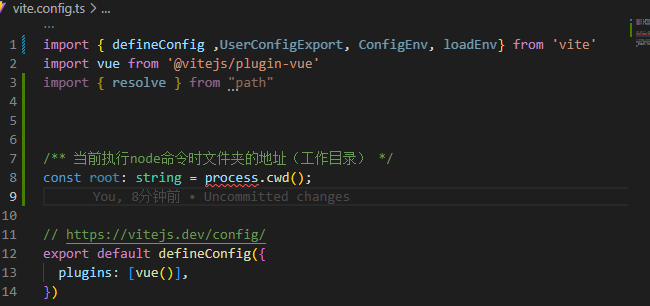 vite.config.ts > ...
...
1 import { defineConfig ,UserConfigExport, ConfigEnv, loadEnv} from 'vite'
2 import vue from '@vitejs/plugin-vue'
3 import { resolve } from "path"
4
5
6
7 /** 当前执行node命令时文件夹的地址（工作目录） */
8 const root: string = process.cwd();
9 You, 8分钟前 • Uncommitted changes
10
11 // https://vitejs.dev/config/
12 export default defineConfig({
13 plugins: [vue()],
14 })